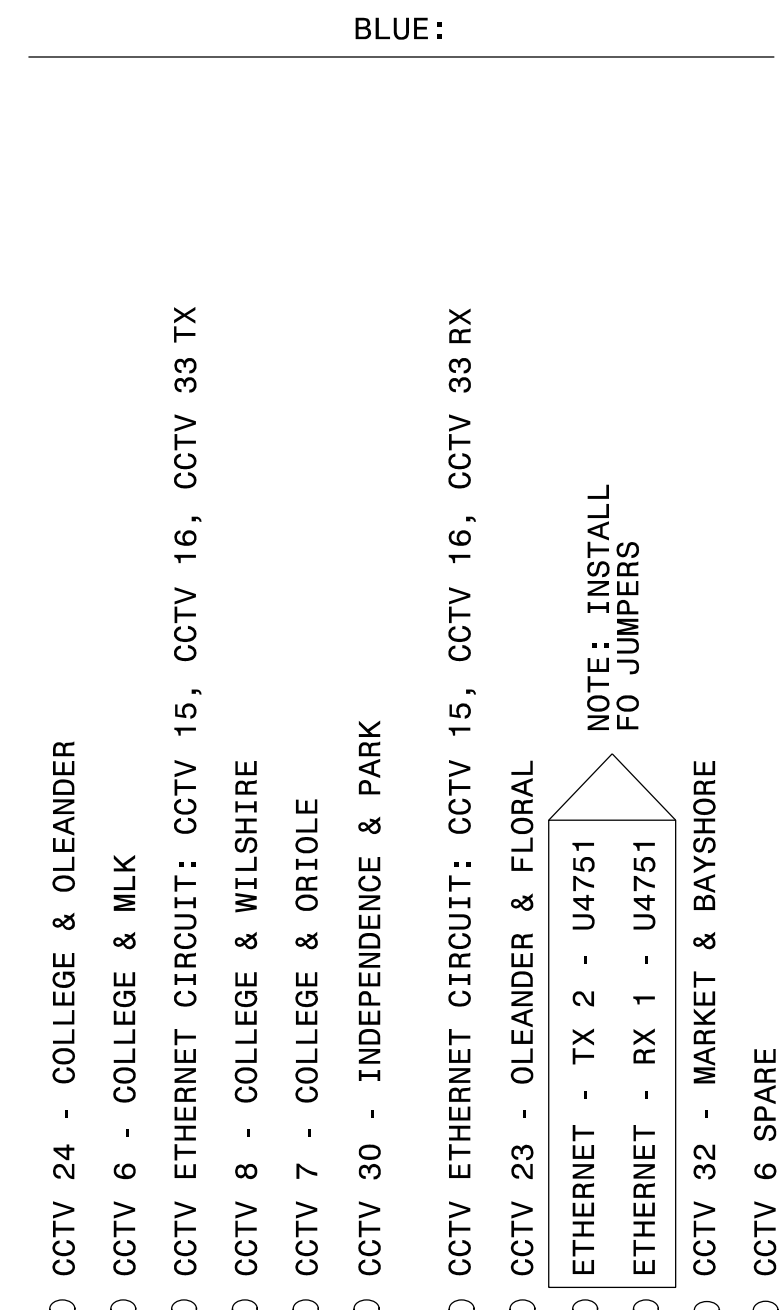 BLUE:
CCTV 24 - COLLEGE & OLEANDER
CCTV 6 - COLLEGE & MLK
CCTV ETHERNET CIRCUIT: CCTV 15, CCTV 16, CCTV 33 TX
CCTV 8 - COLLEGE & WILSHIRE
CCTV 7 - COLLEGE & ORIOLE
CCTV 30 - INDEPENDENCE & PARK
CCTV ETHERNET CIRCUIT: CCTV 15, CCTV 16, CCTV 33 RX
CCTV 23 - OLEANDER & FLORAL
ETHERNET - TX 2 - U4751
ETHERNET - RX 1 - U4751
NOTE: INSTALL
FO JUMPERS
CCTV 32 - MARKET & BAYSHORE
CCTV 6 SPARE